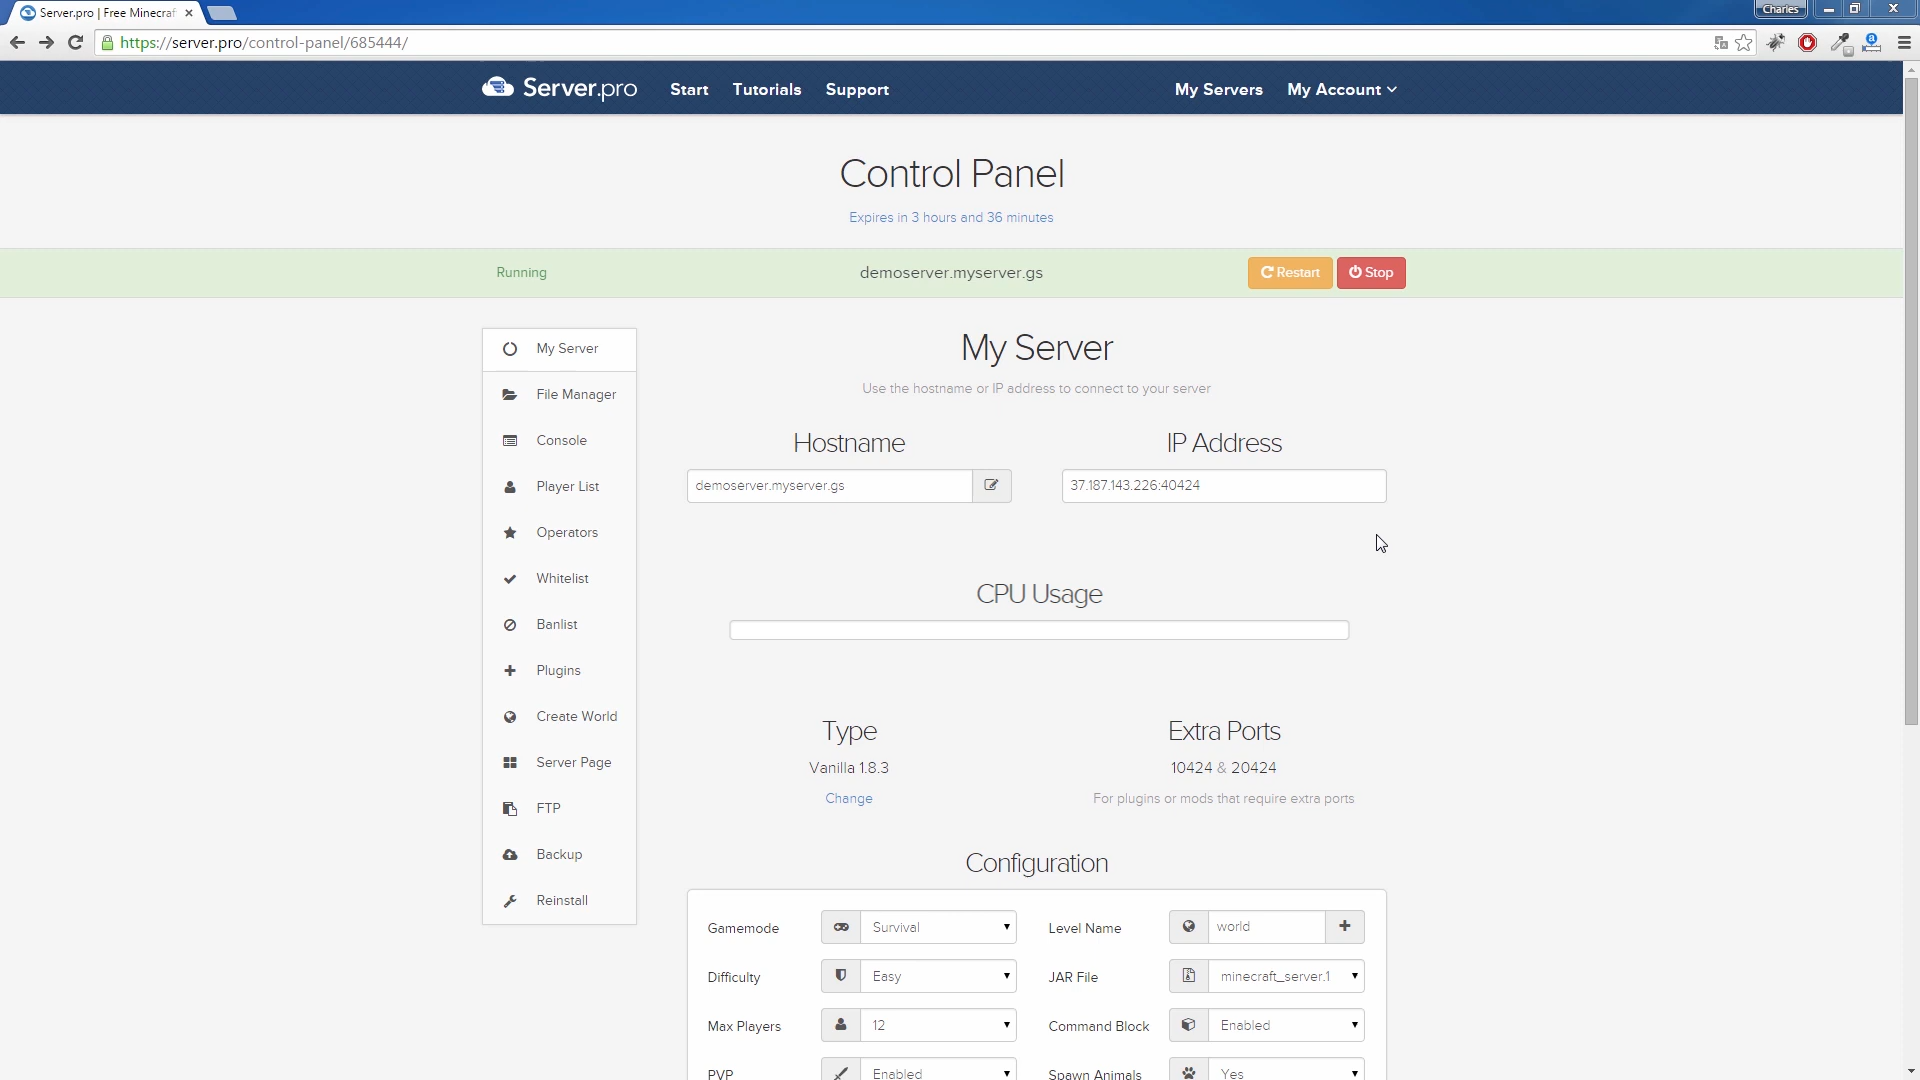 Server.pro | Free Minecraf
Charles
https://server.pro/control-panel/685444/
Server.pro
Start
Tutorials
Support
My Servers
My Account
Control Panel
Expires in 3 hours and 36 minutes
Running
demoserver.myserver.gs
Restart
Stop
My Server
File Manager
Console
Player List
Operators
Whitelist
Banlist
Plugins
Create World
Server Page
FTP
Backup
Reinstall
My Server
Use the hostname or IP address to connect to your server
Hostname
IP Address
demoserver.myserver.gs
37.187.143.226:40424
CPU Usage
Type
Extra Ports
Vanilla 1.8.3
10424 & 20424
Change
For plugins or mods that require extra ports
Configuration
Gamemode
Survival
Level Name
world
Difficulty
Easy
JAR File
minecraft_server.1
Max Players
12
Command Block
Enabled
PVP
Enabled
Spawn Animals
Yes